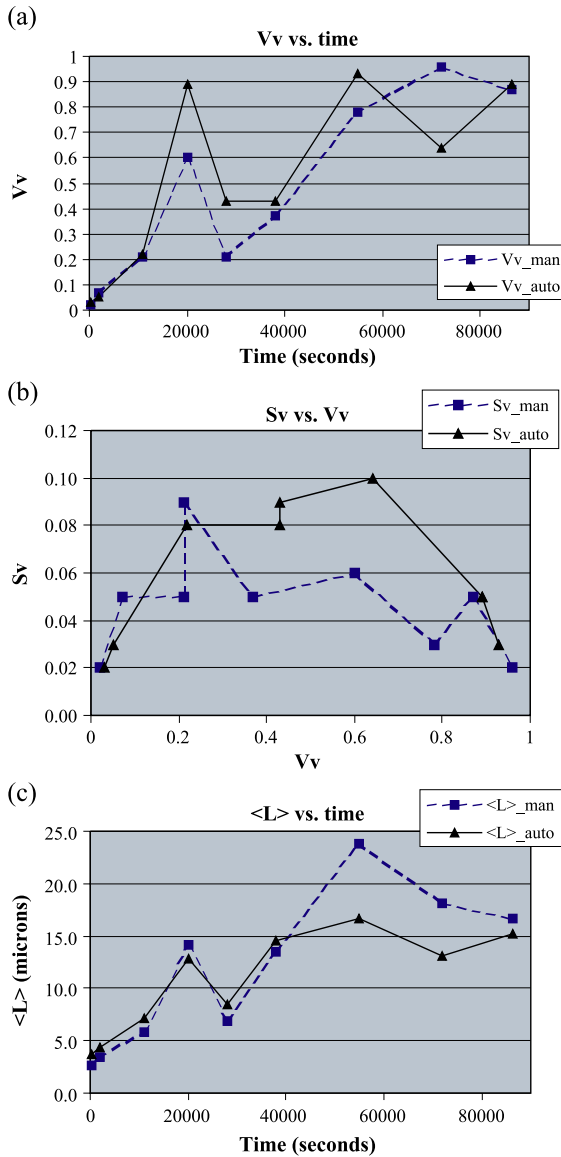 (a)
Vv vs. time
1
0.9
0.8
0.7
0.6
0.5
0.4
0.3
0.2
0.1
0
Vv
Vv_man
Vv_auto
0 20000 40000 60000 80000
Time (seconds)
(b)
Sv_man
Sv_auto
Sv vs. Vv
0.12
0.10
0.08
0.06
0.04
0.02
0.00
Sv
0 0.2 0.4 0.6 0.8 1
Vv
(c)
<L>_man
<L>_auto
<L> vs. time
25.0
20.0
15.0
10.0
5.0
0.0
<L> (microns)
0 20000 40000 60000 80000
Time (seconds)